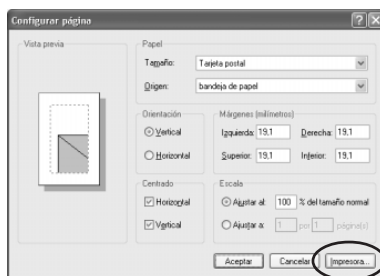 Configurar página
Vista previa
Papel
Tamaño: Tarjeta postal
Origen: bandeja de papel
Orientación
Vertical
Horizontal
Márgenes (milímetros)
Izquierda: 19,1 Derecha: 19,1
Superior: 19,1 Inferior: 19,1
Centrado
Horizontal
Vertical
Escala
Ajustar al: 100 % del tamaño normal
Ajustar a: 1 por 1 página(s)
Aceptar Cancelar Impresora...